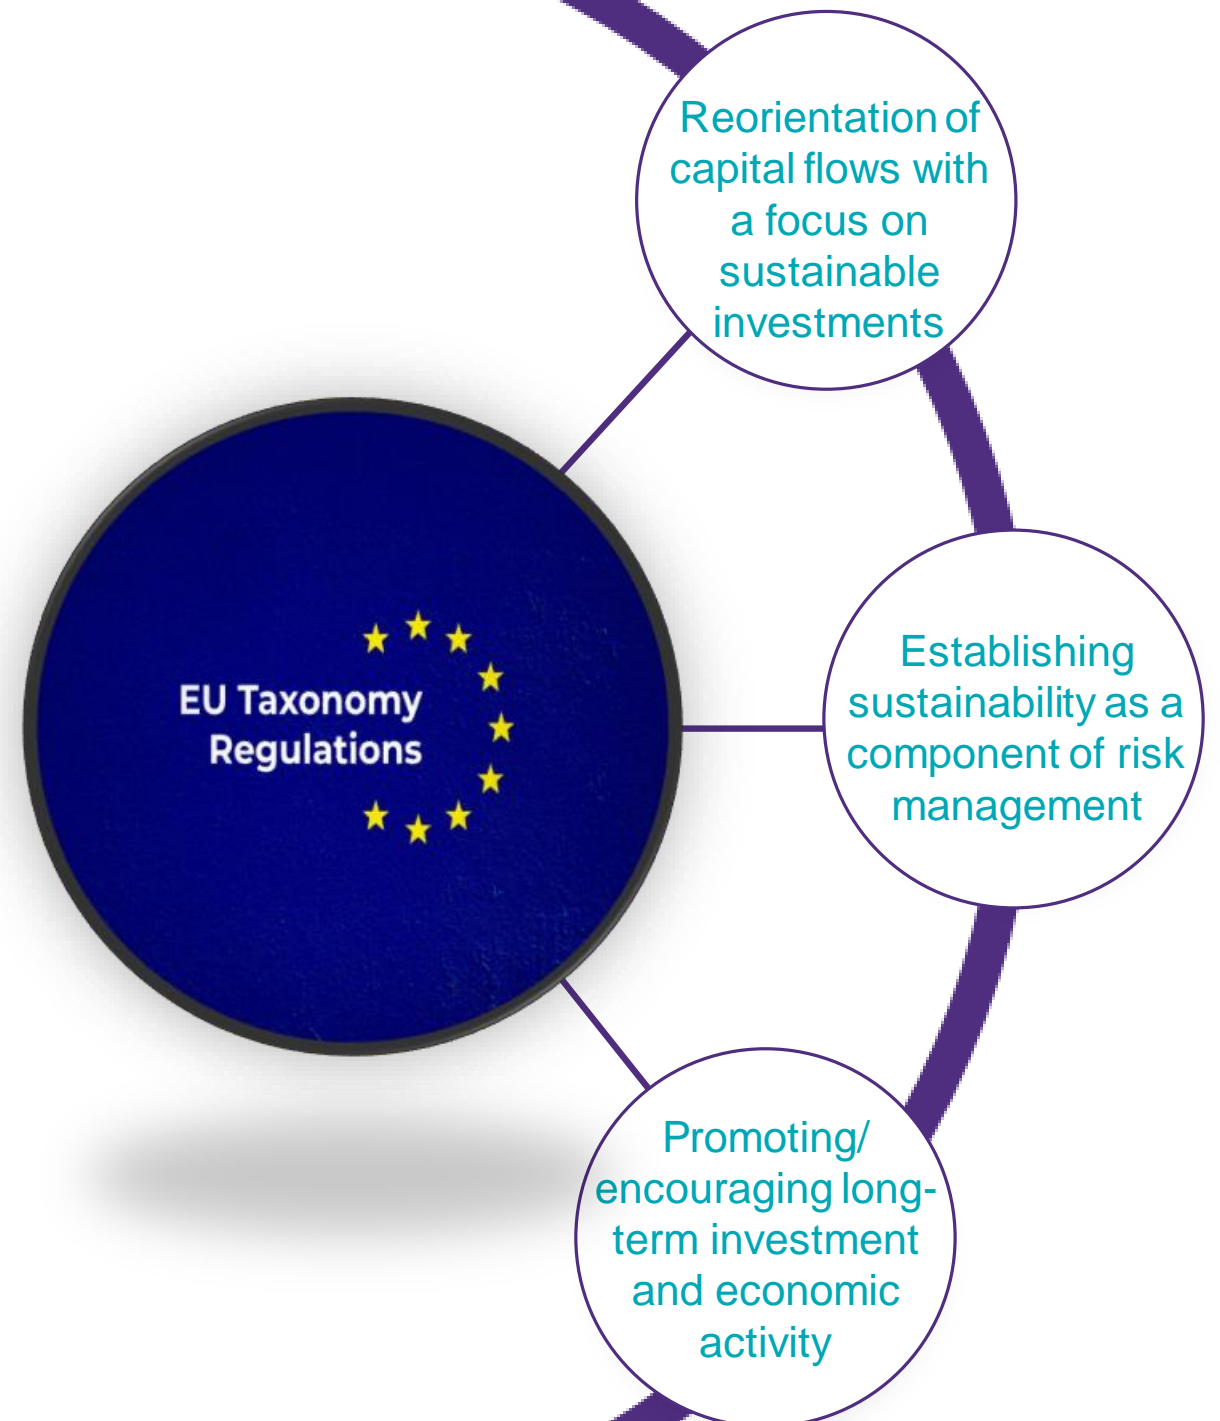 Reorientation of
capital flows with
a focus on
sustainable
investments
EU Taxonomy
Regulations
Establishing
sustainability as a
component of risk
management
Promoting/
encouraging long-
term investment
and economic
activity